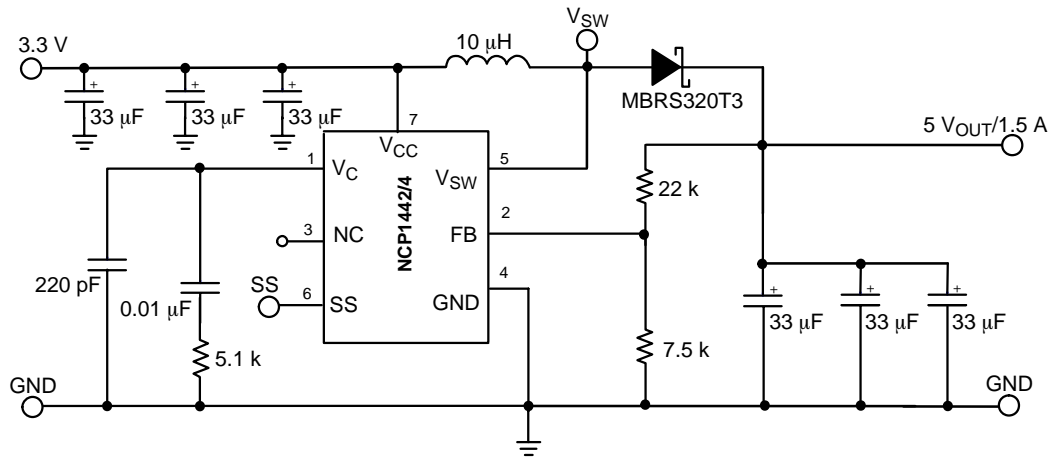 V_SW
3.3 V
10 μH
MBRS320T3
+
33 μF
+
33 μF
+
33 μF
5 V_OUT/1.5 A
7
V_CC
1
V_C
5
V_SW
22 k
2
FB
3
NC
NCP1442/4
4
GND
220 pF
0.01 μF
SS
6
SS
+
33 μF
+
33 μF
+
33 μF
5.1 k
7.5 k
GND
GND